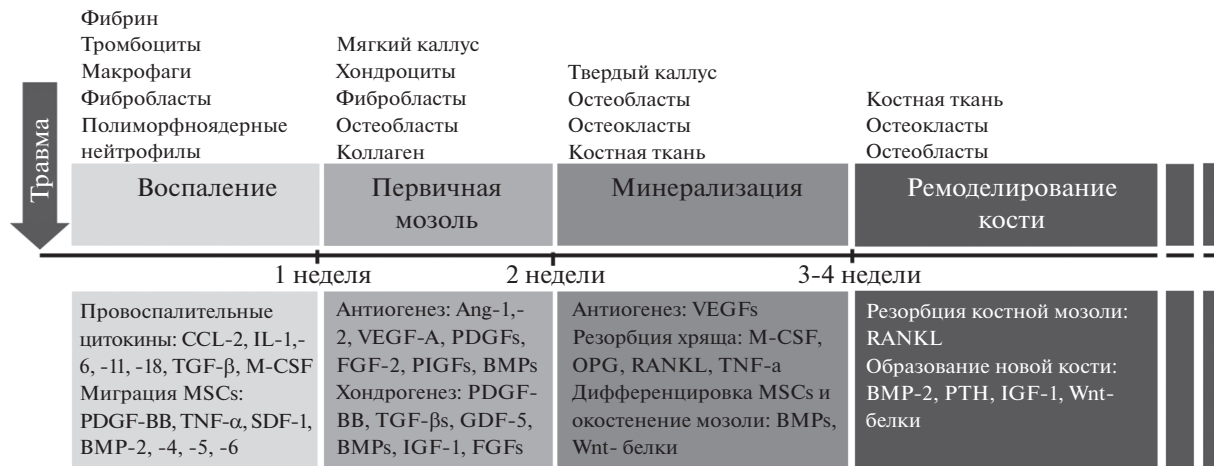 Травма
Фибрин
Тромбоциты
Макрофаги
Фибробласты
Полиморфноядерные
нейтрофилы
Мягкий каллус
Хондроциты
Фибробласты
Остеобласты
Коллаген
Твердый каллус
Остеобласты
Остеокласты
Костная ткань
Костная ткань
Остеокласты
Остеобласты
Воспаление
Первичная
мозоль
Минерализация
Ремоделирование
кости
1 неделя
2 недели
3-4 недели
Провоспалительные
цитокины: CCL-2, IL-1,-
6, -11, -18, TGF-β, M-CSF
Миграция MSCs:
PDGF-BB, TNF-α, SDF-1,
BMP-2, -4, -5, -6
Антиогенез: Ang-1,-
2, VEGF-A, PDGFs,
FGF-2, PIGFs, BMPs
Хондрогенез: PDGF-
BB, TGF-βs, GDF-5,
BMPs, IGF-1, FGFs
Антиогенез: VEGFs
Резорбция хряща: M-CSF,
OPG, RANKL, TNF-a
Дифференцировка MSCs и
окостенение мозоли: BMPs,
Wnt- белки
Резорбция костной мозоли:
RANKL
Образование новой кости:
BMP-2, PTH, IGF-1, Wnt-
белки